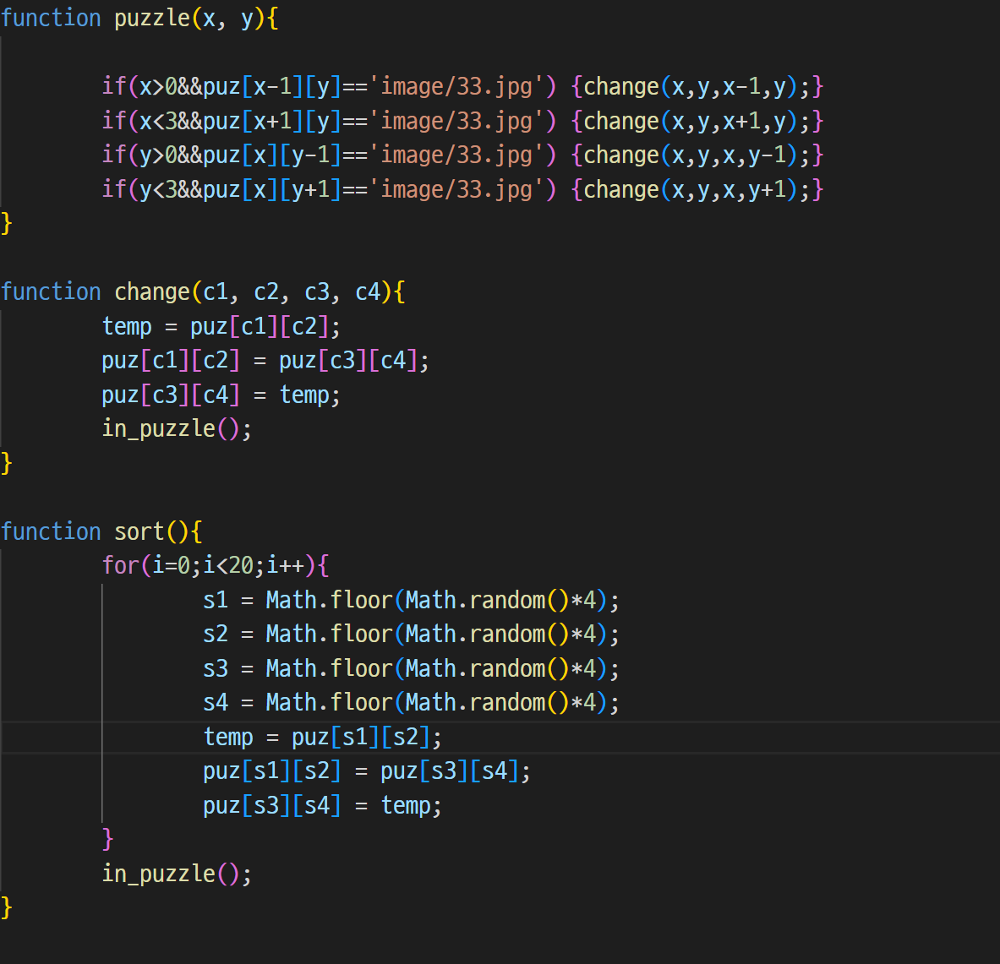 function puzzle(x, y){
if(x>0&&puz[x-1][y]=='image/33.jpg') {change(x,y,x-1,y);}
if(x<3&&puz[x+1][y]=='image/33.jpg') {change(x,y,x+1,y);}
if(y>0&&puz[x][y-1]=='image/33.jpg') {change(x,y,x,y-1);}
if(y<3&&puz[x][y+1]=='image/33.jpg') {change(x,y,x,y+1);}
}
function change(c1, c2, c3, c4){
temp = puz[c1][c2];
puz[c1][c2] = puz[c3][c4];
puz[c3][c4] = temp;
in_puzzle();
}
function sort(){
for(i=0;i<20;i++){
s1 = Math.floor(Math.random()*4);
s2 = Math.floor(Math.random()*4);
s3 = Math.floor(Math.random()*4);
s4 = Math.floor(Math.random()*4);
temp = puz[s1][s2];
puz[s1][s2] = puz[s3][s4];
puz[s3][s4] = temp;
}
in_puzzle();
}